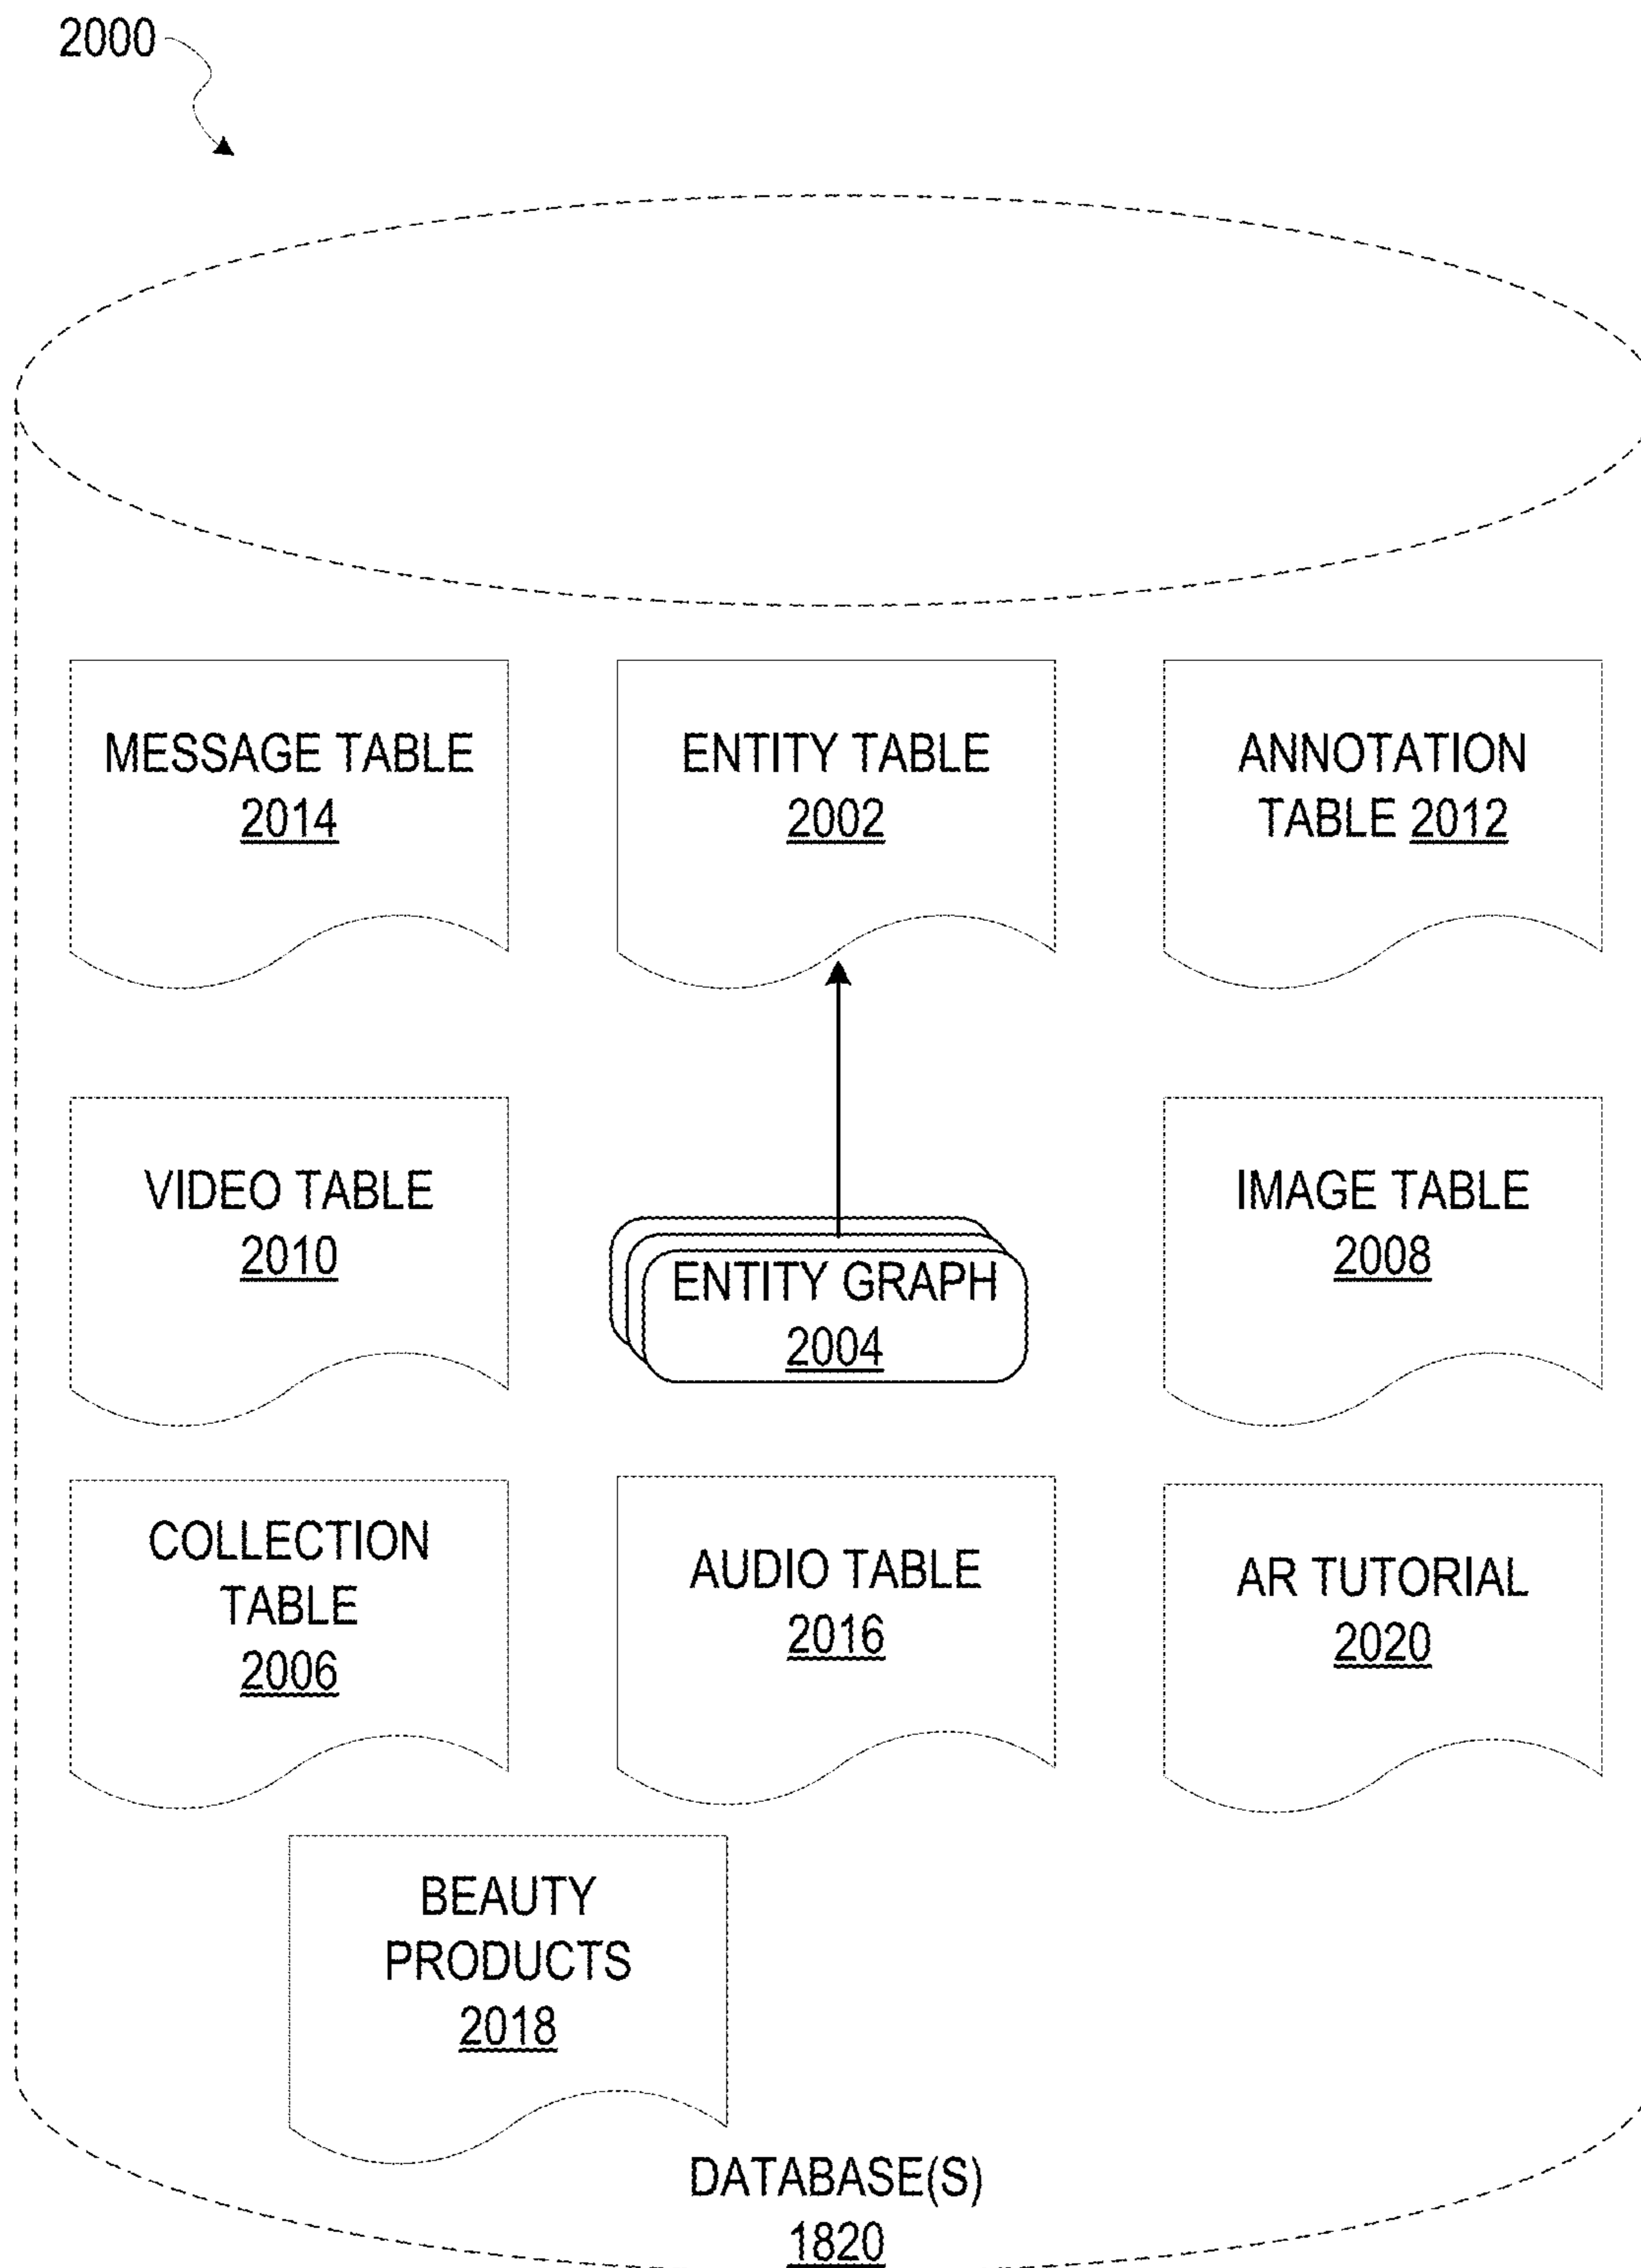 2000
MESSAGE TABLE
2014
ENTITY TABLE
2002
ANNOTATION
TABLE 2012
VIDEO TABLE
2010
ENTITY GRAPH
2004
IMAGE TABLE
2008
COLLECTION
TABLE
2006
AUDIO TABLE
2016
AR TUTORIAL
2020
BEAUTY
PRODUCTS
2018
DATABASE(S)
1820